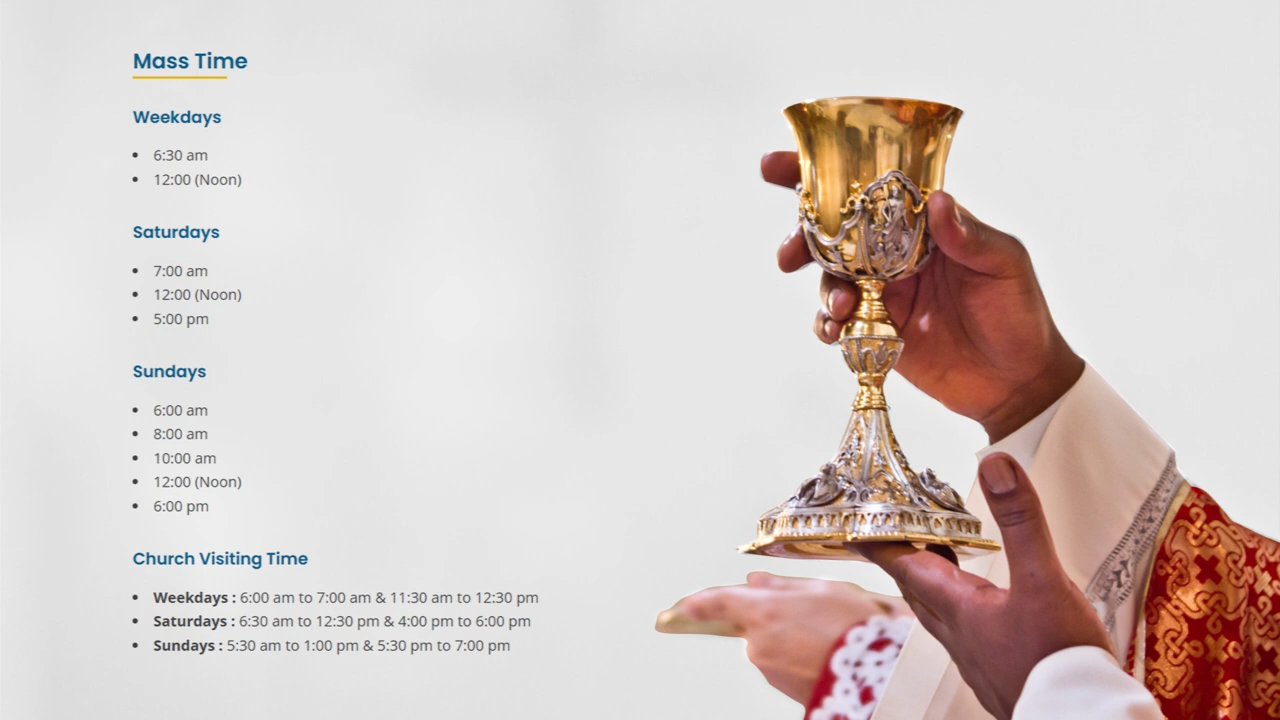 Mass Time
Weekdays
• 6:30 am
• 12:00 (Noon)
Saturdays
• 7:00 am
• 12:00 (Noon)
• 5:00 pm
Sundays
• 6:00 am
• 8:00 am
• 10:00 am
• 12:00 (Noon)
• 6:00 pm
Church Visiting Time
• Weekdays : 6:00 am to 7:00 am & 11:30 am to 12:30 pm
• Saturdays : 6:30 am to 12:30 pm & 4:00 pm to 6:00 pm
• Sundays : 5:30 am to 1:00 pm & 5:30 pm to 7:00 pm